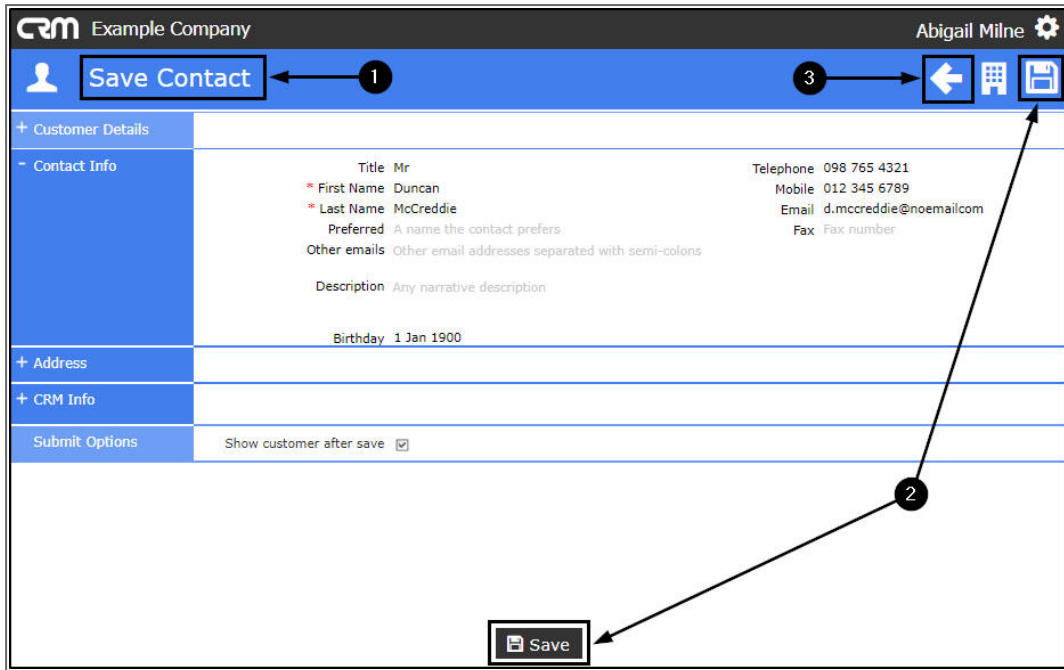 CRM Example Company Abigail Milne
Save Contact 1 3
+ Customer Details
- Contact Info
Title Mr
* First Name Duncan
* Last Name McCreddie
Preferred A name the contact prefers
Other emails Other email addresses separated with semi-colons
Description Any narrative description
Birthday 1 Jan 1900
Telephone 098 765 4321
Mobile 012 345 6789
Email d.mccreddie@noemailcom
Fax Fax number
+ Address
+ CRM Info
Submit Options Show customer after save
2
Save